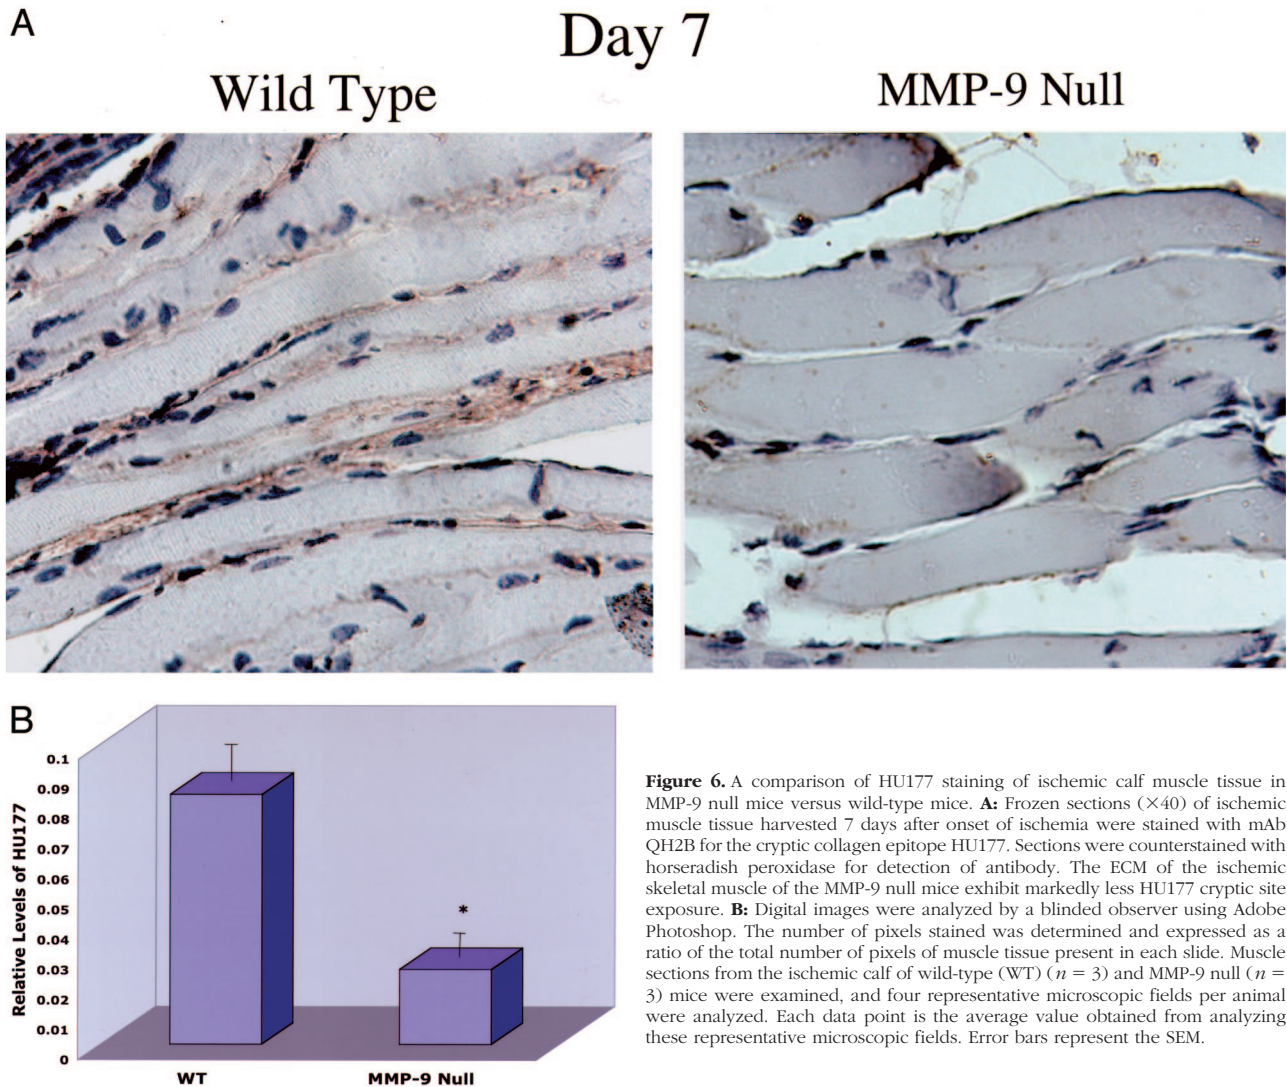 A
Day 7
Wild Type
MMP-9 Null
B
Relative Levels of HU177
0.1
0.09
0.08
0.07
0.06
0.05
0.04
0.03
0.02
0.01
0
*
WT
MMP-9 Null
Figure 6. A comparison of HU177 staining of ischemic calf muscle tissue in
MMP-9 null mice versus wild-type mice. A: Frozen sections (×40) of ischemic
muscle tissue harvested 7 days after onset of ischemia were stained with mAb
QH2B for the cryptic collagen epitope HU177. Sections were counterstained with
horseradish peroxidase for detection of antibody. The ECM of the ischemic
skeletal muscle of the MMP-9 null mice exhibit markedly less HU177 cryptic site
exposure. B: Digital images were analyzed by a blinded observer using Adobe
Photoshop. The number of pixels stained was determined and expressed as a
ratio of the total number of pixels of muscle tissue present in each slide. Muscle
sections from the ischemic calf of wild-type (WT) (n = 3) and MMP-9 null (n =
3) mice were examined, and four representative microscopic fields per animal
were analyzed. Each data point is the average value obtained from analyzing
these representative microscopic fields. Error bars represent the SEM.